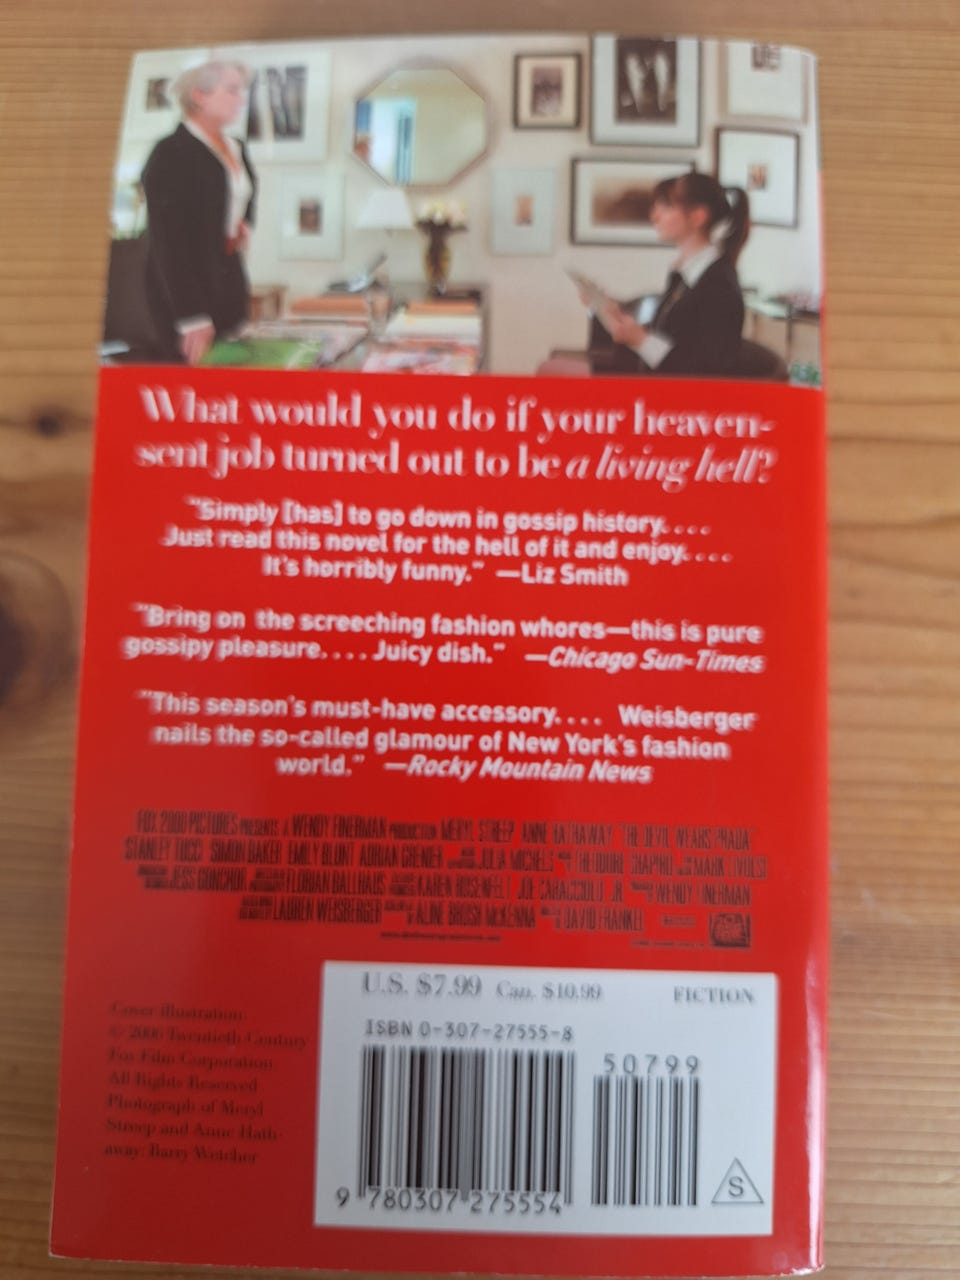 What would you do if your heaven-
sent job turned out to be a living hell?
"Simply [has] to go down in gossip history. . . .
Just read this novel for the hell of it and enjoy. . . .
It's horribly funny." —Liz Smith
"Bring on the screeching fashion whores—this is pure
gossipy pleasure. . . . Juicy dish." —Chicago Sun-Times
"This season's must-have accessory. . . . Weisberger
nails the so-called glamour of New York's fashion
world." —Rocky Mountain News
FOX 2000 PICTURES PRESENTS A WENDY FINERMAN PRODUCTION MERYL STREEP ANNE HATHAWAY "THE DEVIL WEARS PRADA"
STANLEY TUCCI SIMON BAKER EMILY BLUNT ADRIAN GRENIER JULIA MICHELS THEODORE SHAPIRO MARK LIVOLSI
JESS GONCHOR FLORIAN BALLHAUS KAREN ROSENFELT JOE CARACCIOLO, JR. WENDY FINERMAN
LAUREN WEISBERGER ALINE BROSH McKENNA DAVID FRANKEL
U.S. $7.99 Can. $10.99 FICTION
ISBN 0-307-27555-8
50799
9 780307 275554
S
Cover illustration:
© 2006 Twentieth Century
Fox Film Corporation.
All Rights Reserved
Photograph of Meryl
Streep and Anne Hath-
away: Barry Wetcher